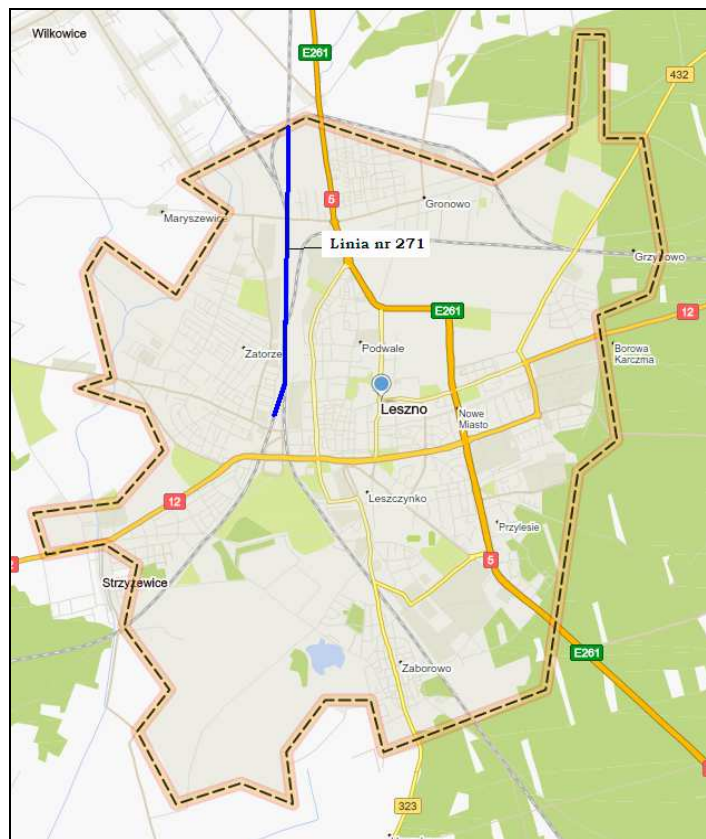 Wilkowice
E261
432
5
Maryszewice
Gronowo
Linia nr 271
Grzybowo
E261
12
Podwale
Borowa
Karczma
Zatorze
Leszno
Nowe
Miasto
12
Leszczynko
Przylesie
5
Strzyżewice
E261
Zaborowo
323